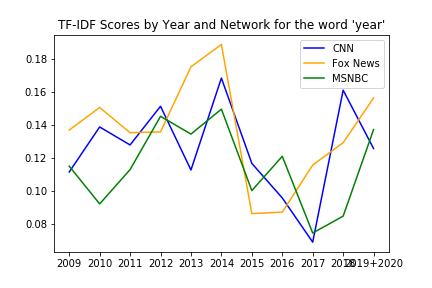 TF-IDF Scores by Year and Network for the word 'year'
CNN
Fox News
MSNBC
0.18
0.16
0.14
0.12
0.10
0.08
2009 2010 2011 2012 2013 2014 2015 2016 2017 2018 2019+2020